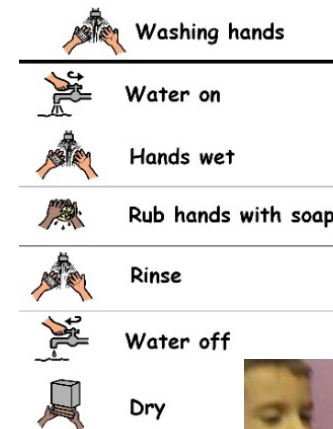 Washing hands
Water on
Hands wet
Rub hands with soap
Rinse
Water off
Dry